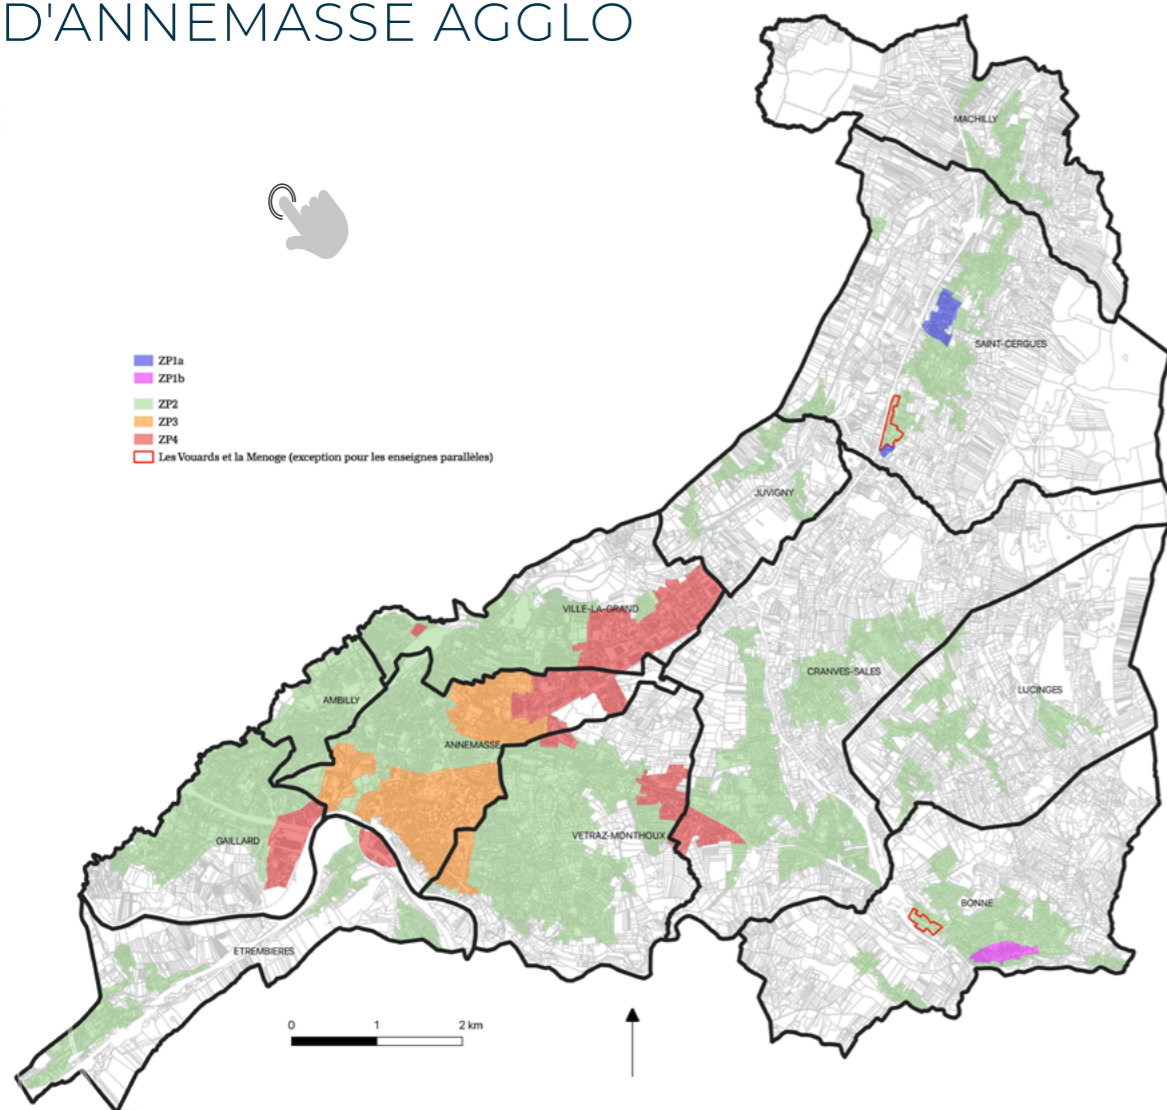 D'ANNEMASSE AGGLO
MACHILLY
SAINT-CERGUES
ZP1a
ZP1b
ZP2
ZP3
ZP4
Les Vouards et la Menoge (exception pour les enseignes parallèles)
JUVIGNY
VILLE-LA-GRAND
CRANVES-SALES
LUCINGES
AMBILLY
ANNEMASSE
GAILLARD
VETRAZ-MONTHOUX
BONNE
ETREMBIERES
0 1 2 km